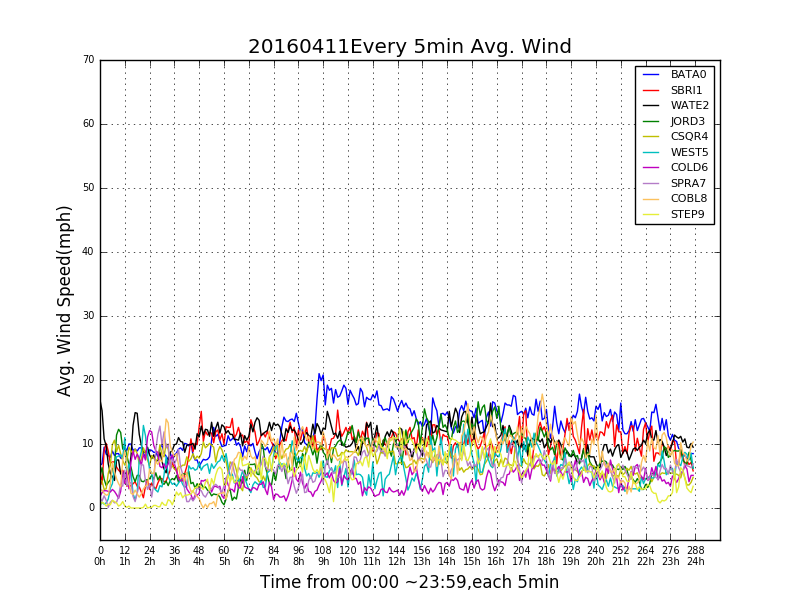 20160411Every 5min Avg. Wind
70
60
50
40
30
20
10
0
Avg. Wind Speed(mph)
BATA0
SBRI1
WATE2
JORD3
CSQR4
WEST5
COLD6
SPRA7
COBL8
STEP9
0 12 24 36 48 60 72 84 96 108 120 132 144 156 168 180 192 204 216 228 240 252 264 276 288
0h 1h 2h 3h 4h 5h 6h 7h 8h 9h 10h 11h 12h 13h 14h 15h 16h 17h 18h 19h 20h 21h 22h 23h 24h
Time from 00:00 ~23:59,each 5min